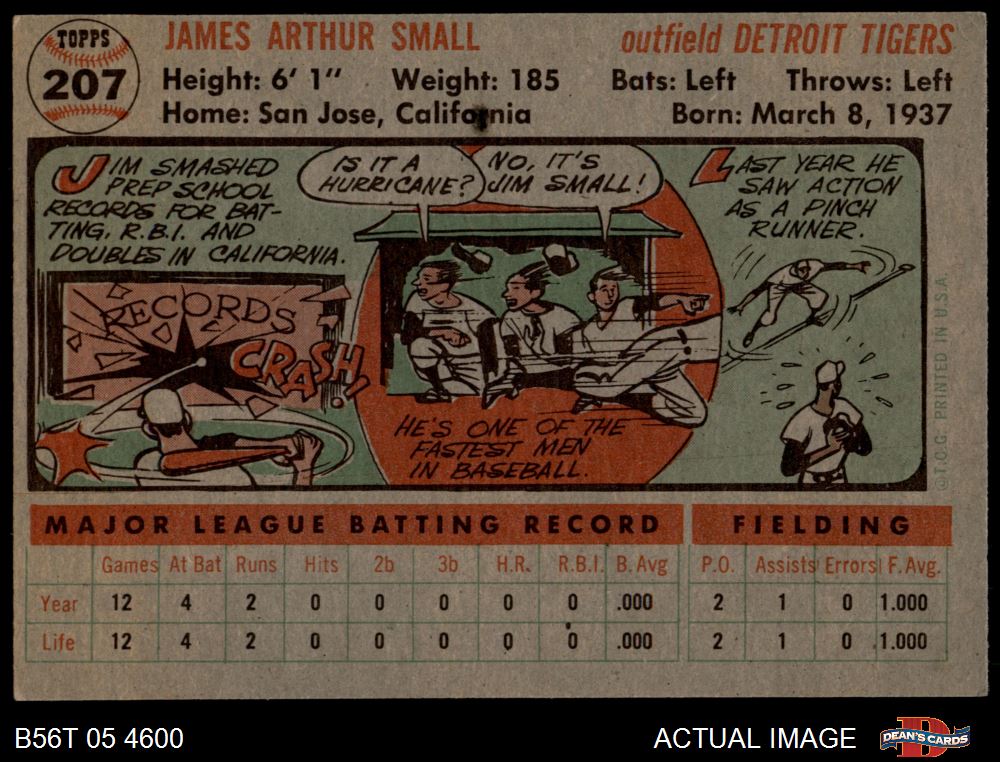 TOPPS
207
JAMES ARTHUR SMALL
outfield DETROIT TIGERS
Height: 6' 1" Weight: 185 Bats: Left Throws: Left
Home: San Jose, California Born: March 8, 1937
JIM SMASHED
PREP SCHOOL
RECORDS FOR BAT-
TING, R.B.I. AND
DOUBLES IN CALIFORNIA.
RECORDS
CRASH!
IS IT A
HURRICANE?
NO, IT'S
JIM SMALL!
HE'S ONE OF THE
FASTEST MEN
IN BASEBALL.
LAST YEAR HE
SAW ACTION
AS A PINCH
RUNNER.
©T.C.G. PRINTED IN U.S.A.
MAJOR LEAGUE BATTING RECORD
FIELDING
Games At Bat Runs Hits 2b 3b H.R. R.B.I. B. Avg P.O. Assists Errors F. Avg.
Year 12 4 2 0 0 0 0 0 .000 2 1 0 1.000
Life 12 4 2 0 0 0 0 0 .000 2 1 0 1.000
B56T 05 4600
ACTUAL IMAGE
D
DEAN'S CARDS